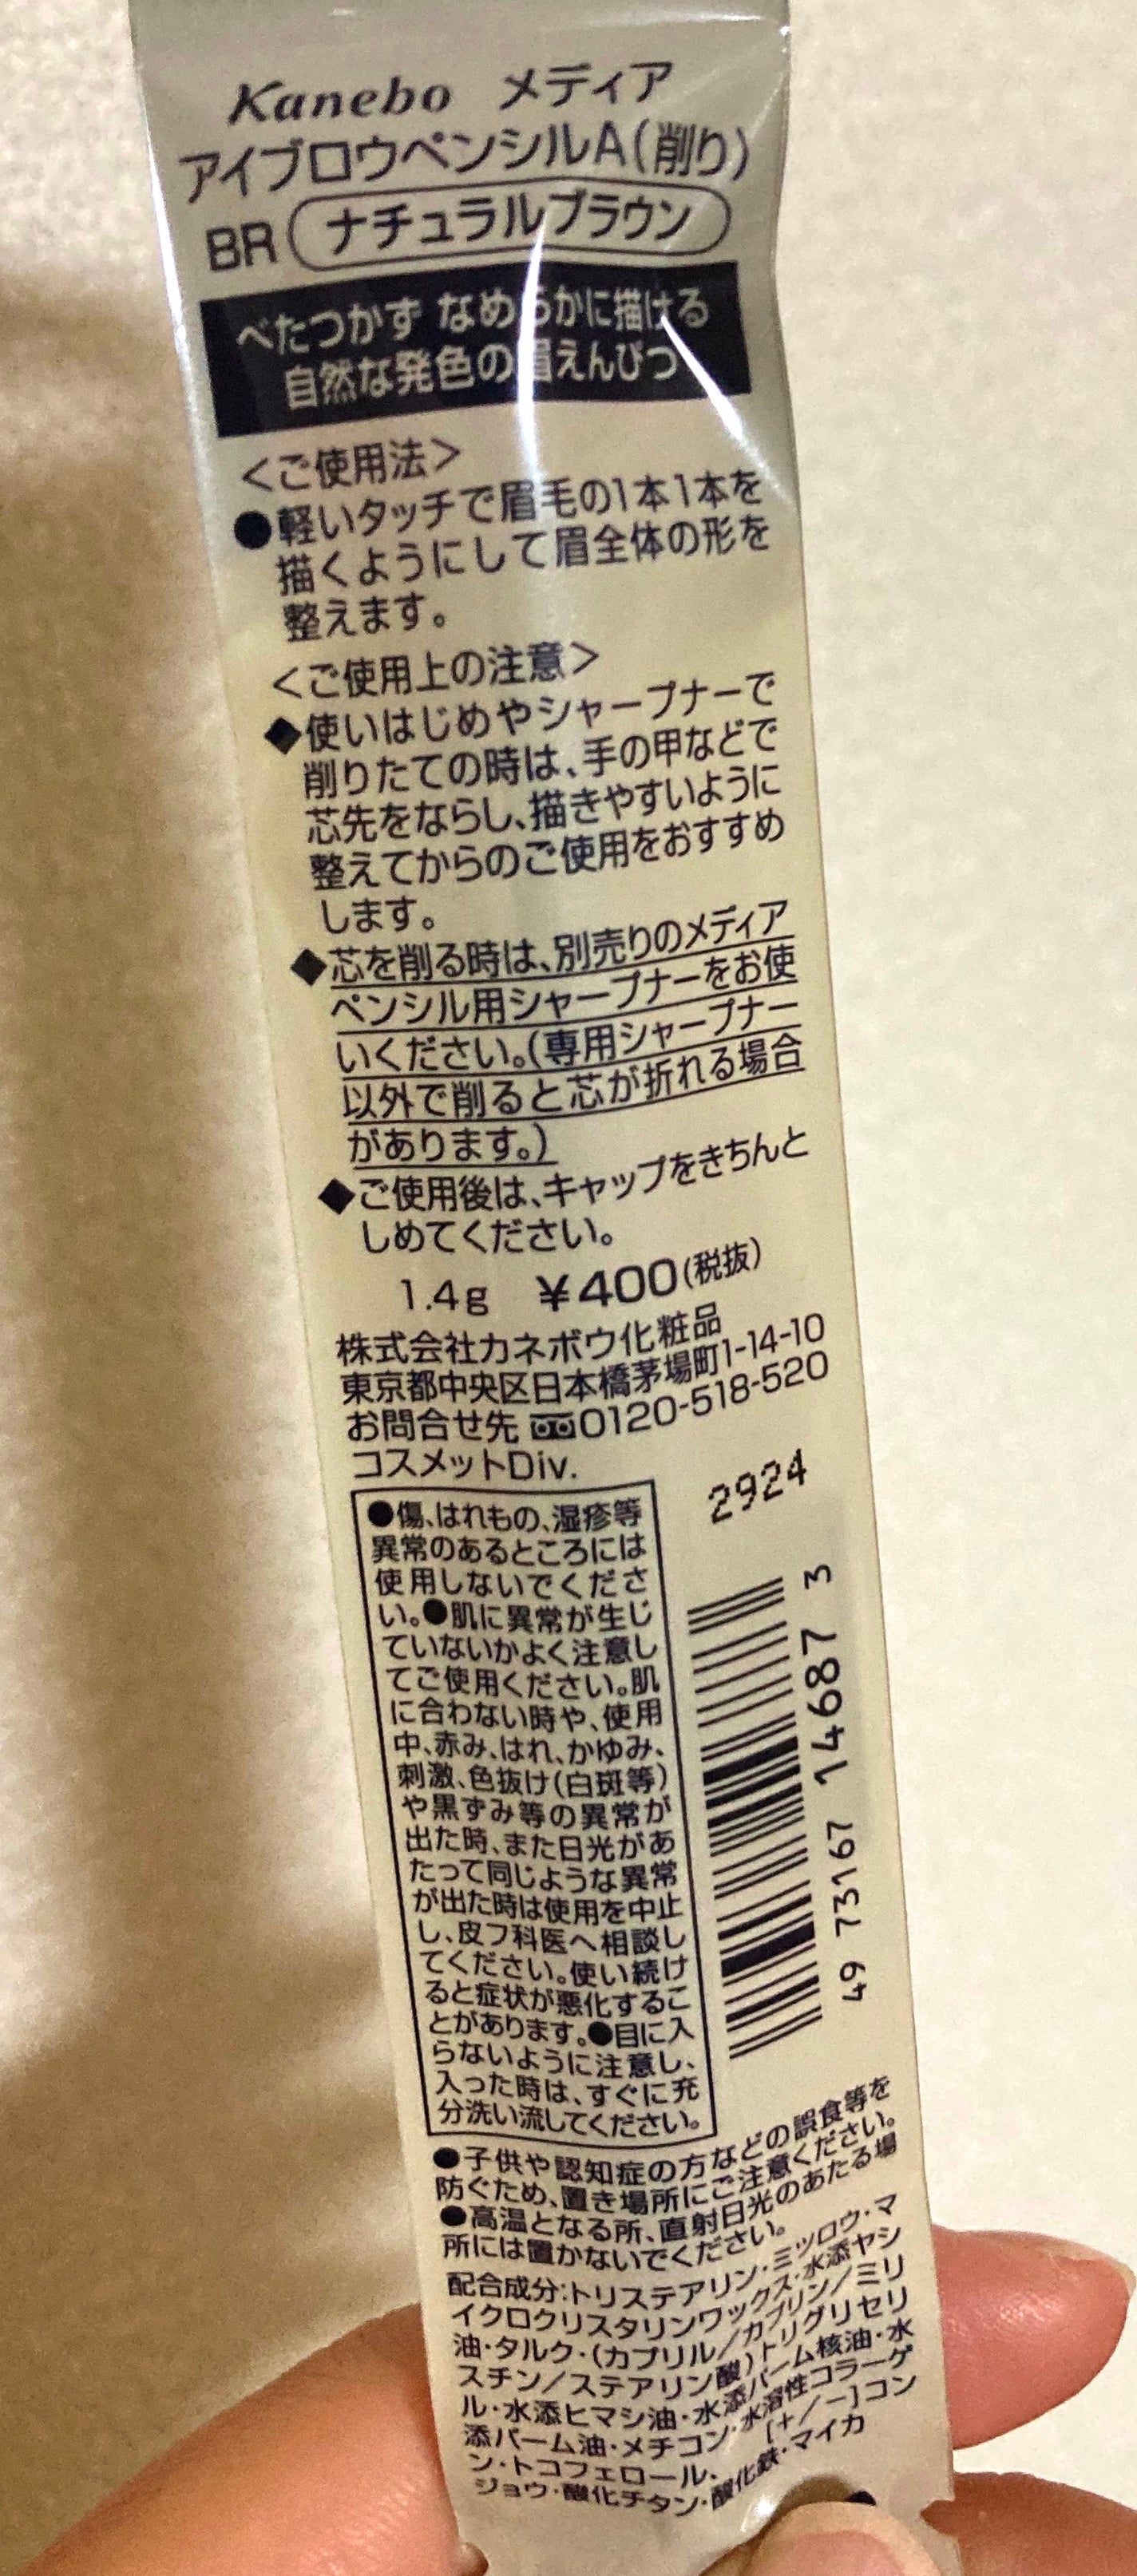 Kanebo メディア
アイブロウペンシルA(削り)
BR ナチュラルブラウン
べたつかず なめらかに描ける
自然な発色の眉えんぴつ
<ご使用法>
●軽いタッチで眉毛の1本1本を
描くようにして眉全体の形を
整えます。
<ご使用上の注意>
◆使いはじめやシャープナーで
削りたての時は、手の甲などで
芯先をならし、描きやすいように
整えてからのご使用をおすすめ
します。
◆芯を削る時は、別売りのメディア
ペンシル用シャープナーをお使
いください。(専用シャープナー
以外で削ると芯が折れる場合
があります。)
◆ご使用後は、キャップをきちんと
しめてください。
1.4g ¥400(税抜)
株式会社カネボウ化粧品
東京都中央区日本橋茅場町1-14-10
お問合せ先 0120-518-520
コスメットDiv.
2924
●傷、はれもの、湿疹等
異常のあるところには
使用しないでくださ
い。●肌に異常が生じ
ていないかよく注意し
てご使用ください。肌
に合わない時や、使用
中、赤み、はれ、かゆみ、
刺激、色抜け(白斑等)
や黒ずみ等の異常が
出た時、また日光があ
たって同じような異常
が出た時は使用を中止
し、皮フ科医へ相談し
てください。使い続け
ると症状が悪化するこ
とがあります。●目に入
らないように注意し、
入った時は、すぐに充
分洗い流してください。
49 73167 14687 3
●子供や認知症の方などの誤食等を
防ぐため、置き場所にご注意ください。
●高温となる所、直射日光のあたる場
所には置かないでください。
配合成分:トリステアリン・ミツロウ・マ
イクロクリスタリンワックス・水添ヤシ
油・タルク・(カプリル/カプリン/ミリ
スチン/ステアリン酸)トリグリセリ
ル・水添ヒマシ油・水添パーム核油・水
添パーム油・メチコン・水溶性コラーゲ
ン・トコフェロール、[+/-]コン
ジョウ・酸化チタン・酸化鉄・マイカ